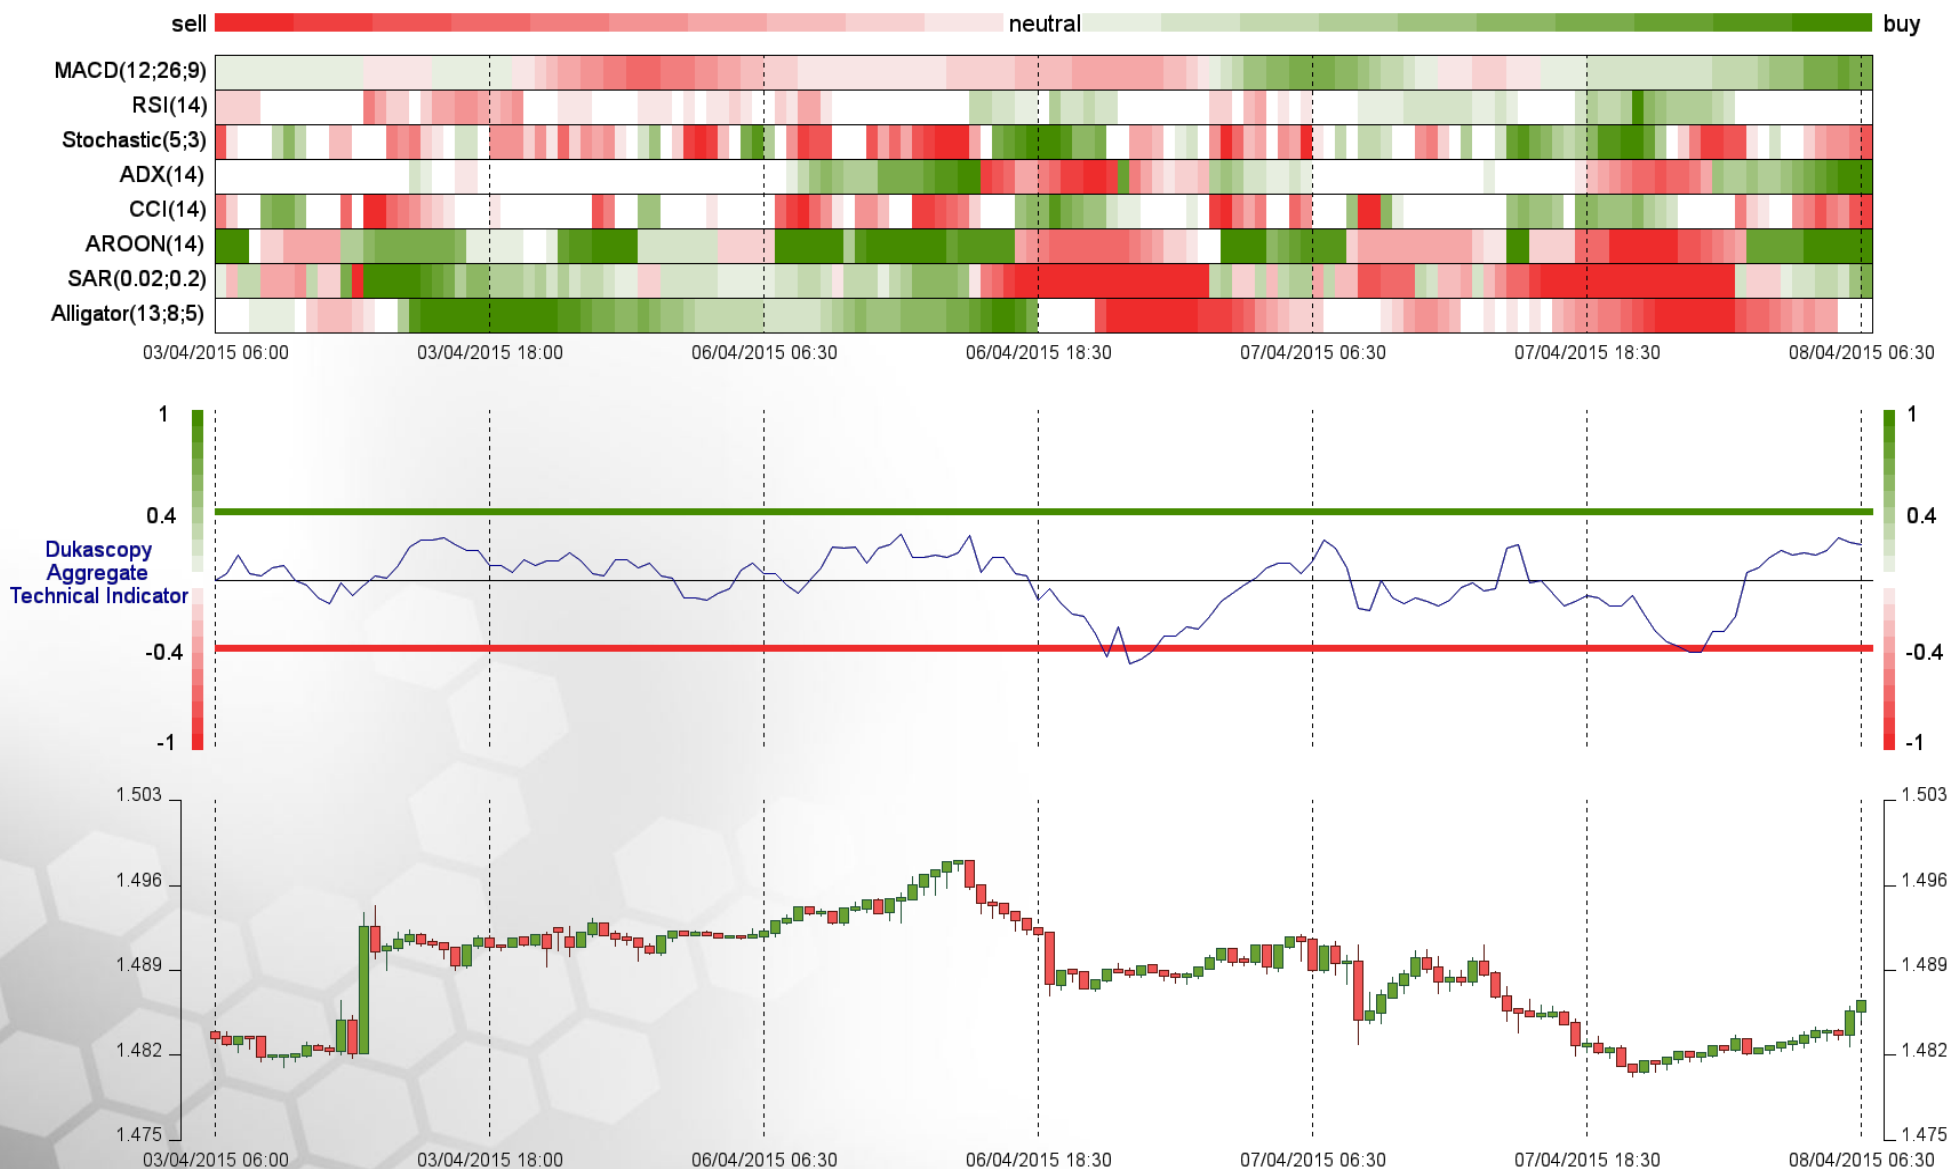 sell neutral buy
MACD(12;26;9)
RSI(14)
Stochastic(5;3)
ADX(14)
CCI(14)
AROON(14)
SAR(0.02;0.2)
Alligator(13;8;5)
03/04/2015 06:00 03/04/2015 18:00 06/04/2015 06:30 06/04/2015 18:30 07/04/2015 06:30 07/04/2015 18:30 08/04/2015 06:30
1 1
0.4 0.4
Dukascopy
Aggregate
Technical Indicator
-0.4 -0.4
-1 -1
1.503 1.503
1.496 1.496
1.489 1.489
1.482 1.482
1.475 1.475
03/04/2015 06:00 03/04/2015 18:00 06/04/2015 06:30 06/04/2015 18:30 07/04/2015 06:30 07/04/2015 18:30 08/04/2015 06:30